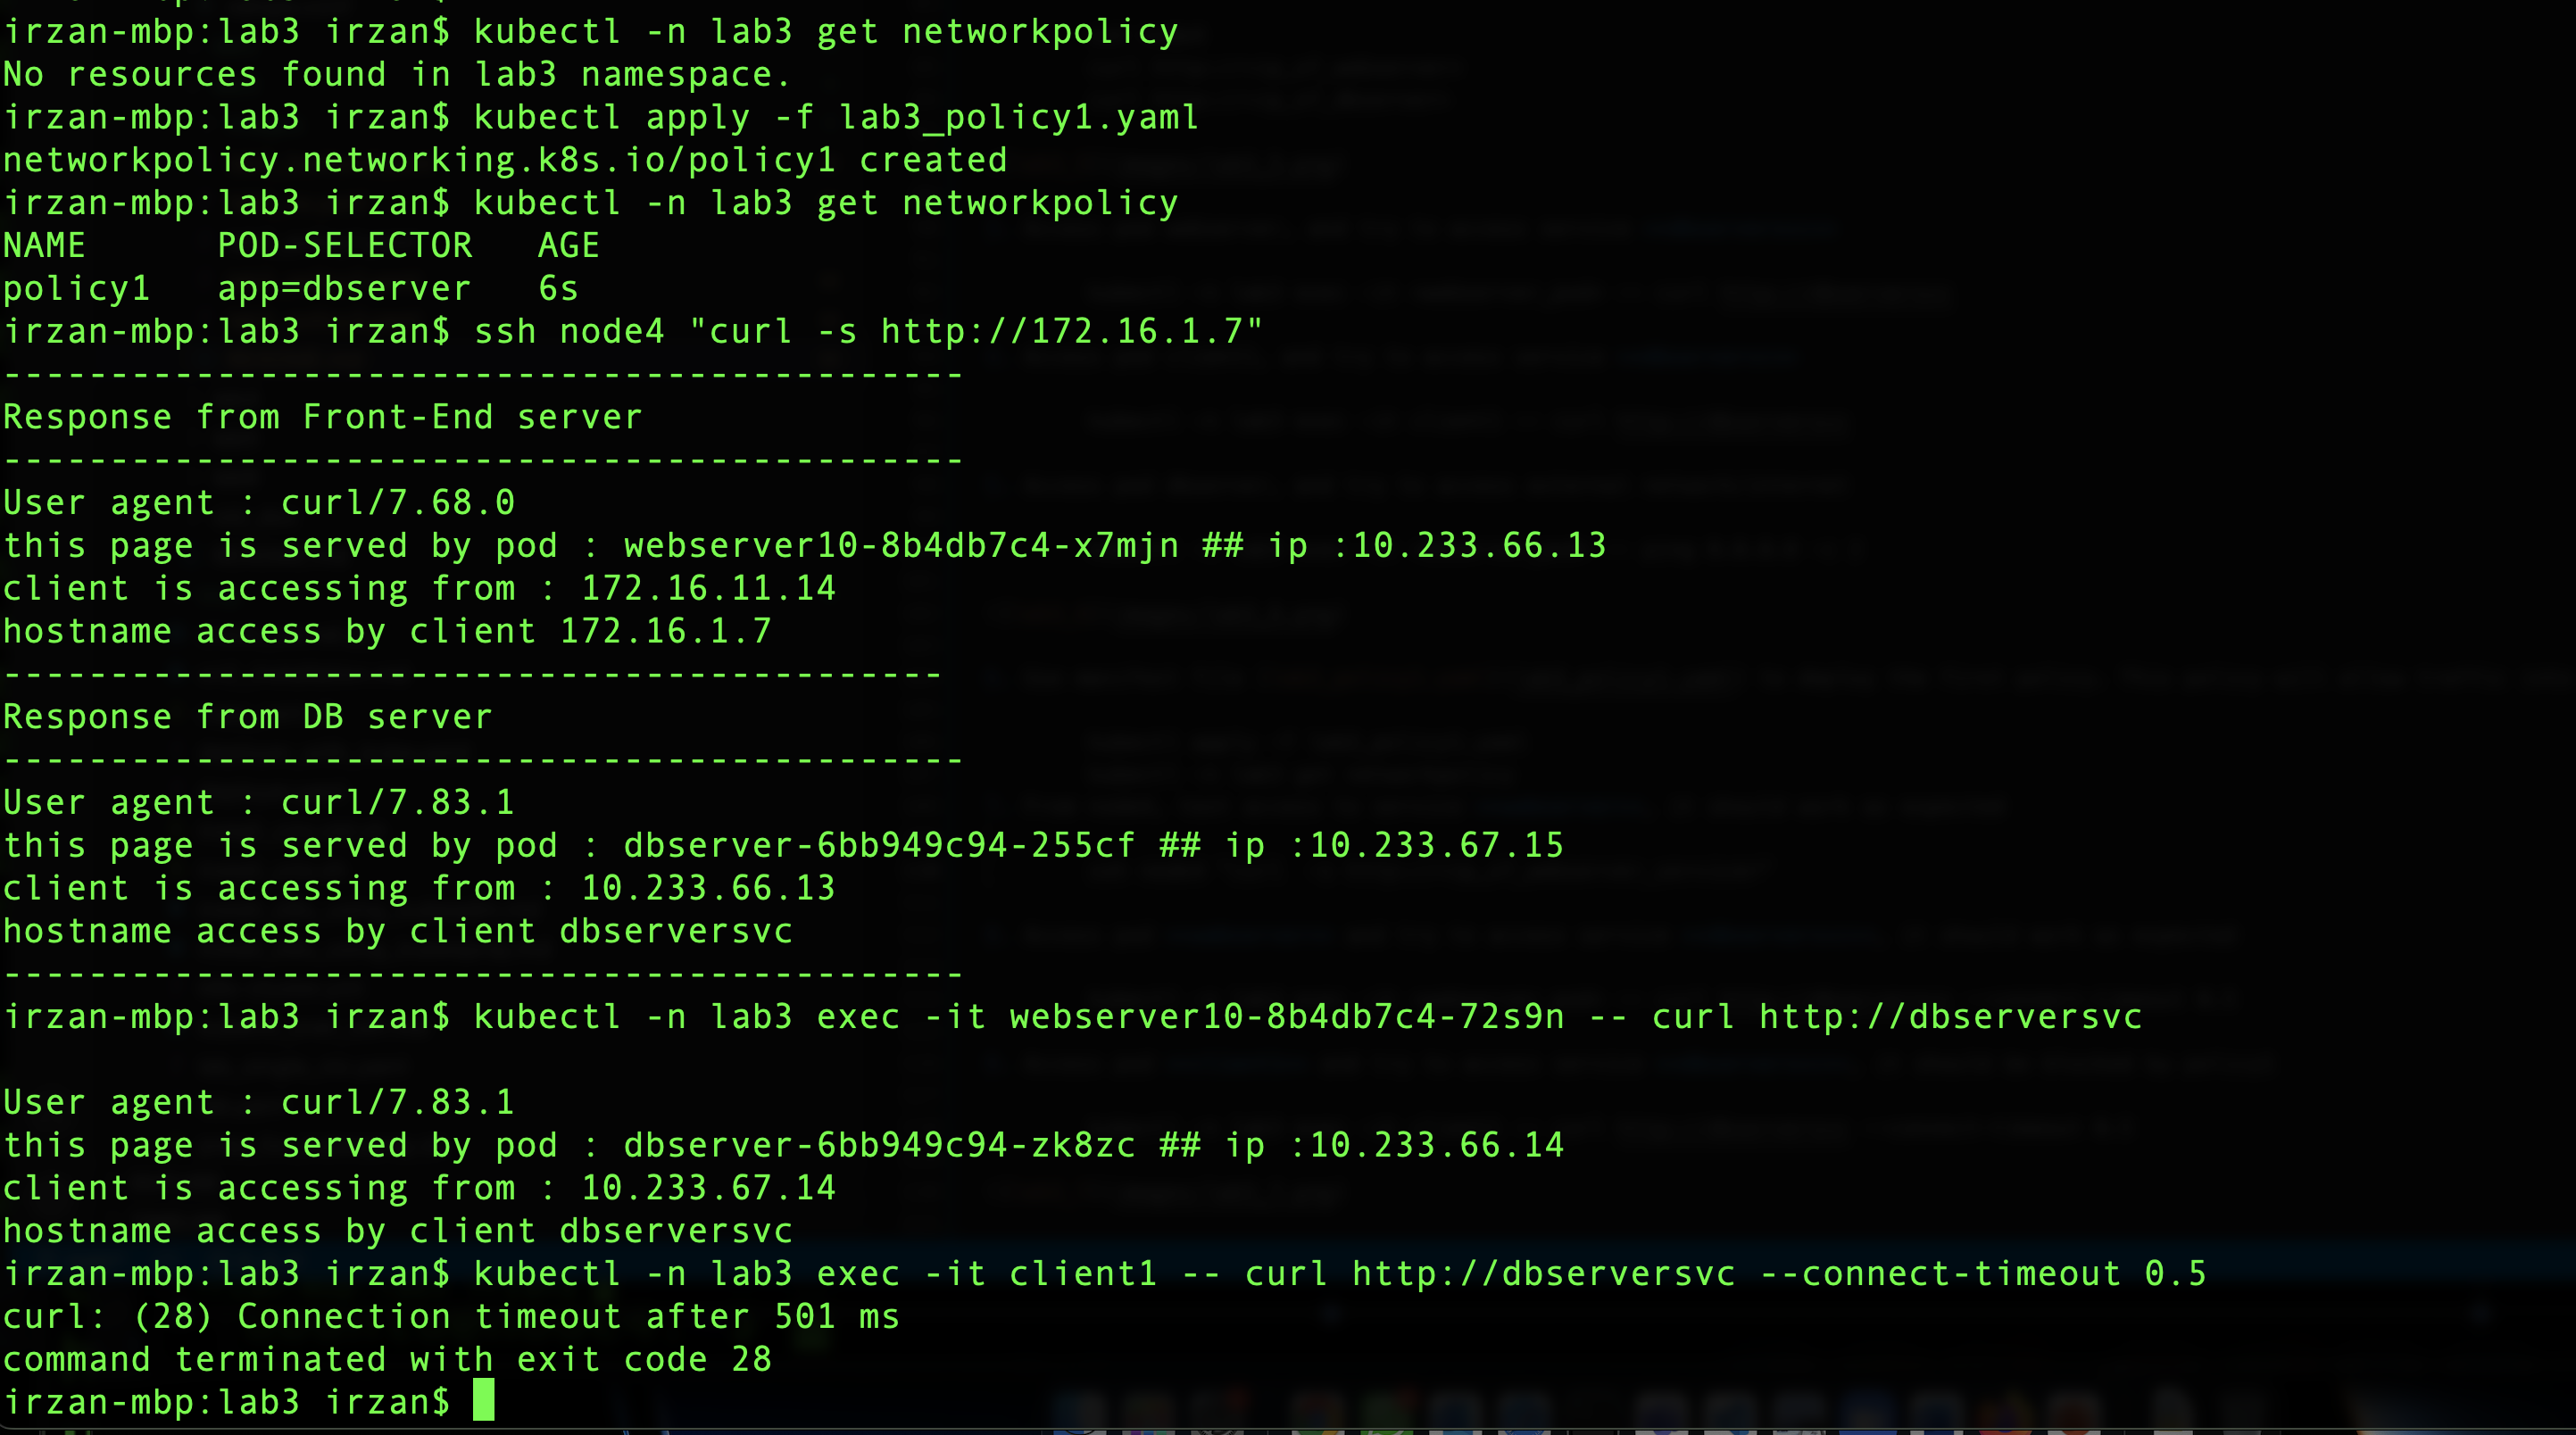 irzan-mbp:lab3 irzan$ kubectl -n lab3 get networkpolicy
No resources found in lab3 namespace.
irzan-mbp:lab3 irzan$ kubectl apply -f lab3_policy1.yaml
networkpolicy.networking.k8s.io/policy1 created
irzan-mbp:lab3 irzan$ kubectl -n lab3 get networkpolicy
NAME      POD-SELECTOR   AGE
policy1   app=dbserver   6s
irzan-mbp:lab3 irzan$ ssh node4 "curl -s http://172.16.1.7"
---------------------------------------------
Response from Front-End server
---------------------------------------------
User agent : curl/7.68.0
this page is served by pod : webserver10-8b4db7c4-x7mjn ## ip :10.233.66.13
client is accessing from : 172.16.11.14
hostname access by client 172.16.1.7
--------------------------------------------
Response from DB server
---------------------------------------------
User agent : curl/7.83.1
this page is served by pod : dbserver-6bb949c94-255cf ## ip :10.233.67.15
client is accessing from : 10.233.66.13
hostname access by client dbserversvc
---------------------------------------------
irzan-mbp:lab3 irzan$ kubectl -n lab3 exec -it webserver10-8b4db7c4-72s9n -- curl http://dbserversvc
User agent : curl/7.83.1
this page is served by pod : dbserver-6bb949c94-zk8zc ## ip :10.233.66.14
client is accessing from : 10.233.67.14
hostname access by client dbserversvc
irzan-mbp:lab3 irzan$ kubectl -n lab3 exec -it client1 -- curl http://dbserversvc --connect-timeout 0.5
curl: (28) Connection timeout after 501 ms
command terminated with exit code 28
irzan-mbp:lab3 irzan$